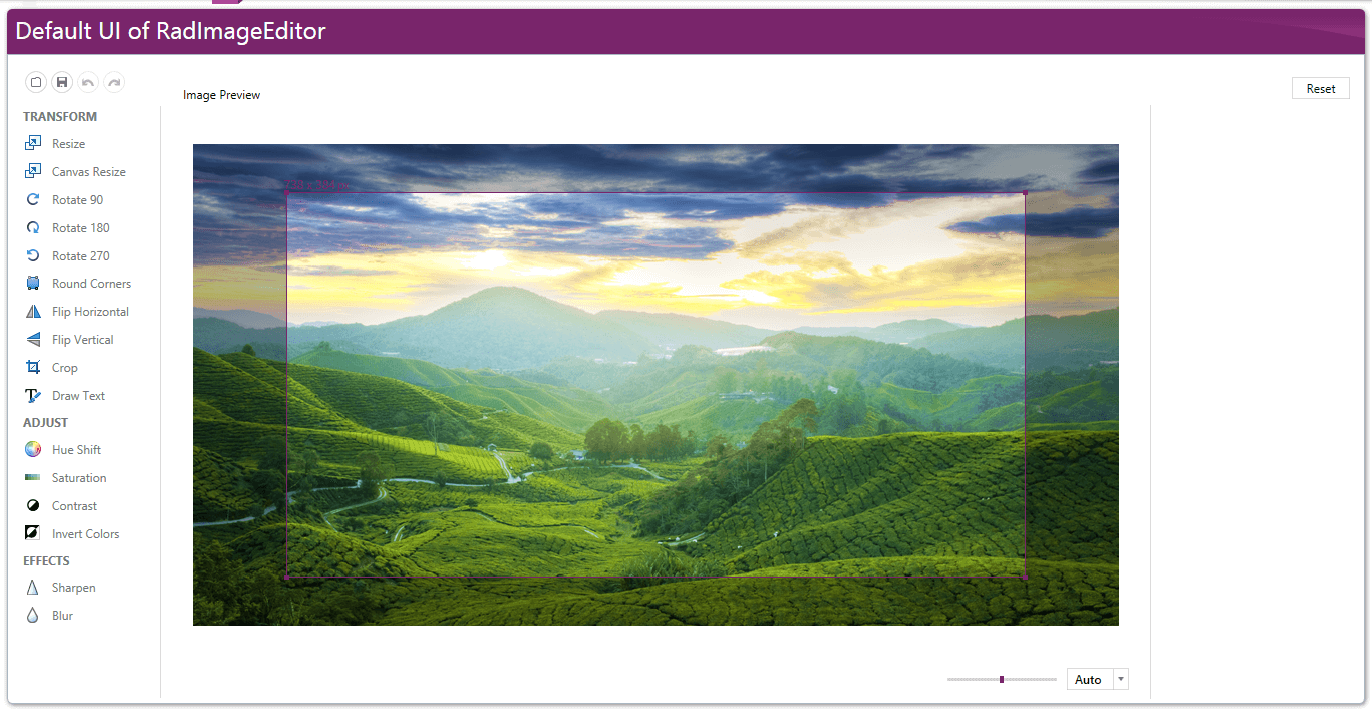 Default UI of RadImageEditor
Image Preview
Reset
TRANSFORM
Resize
Canvas Resize
Rotate 90
Rotate 180
Rotate 270
Round Corners
Flip Horizontal
Flip Vertical
Crop
Draw Text
ADJUST
Hue Shift
Saturation
Contrast
Invert Colors
EFFECTS
Sharpen
Blur
Auto